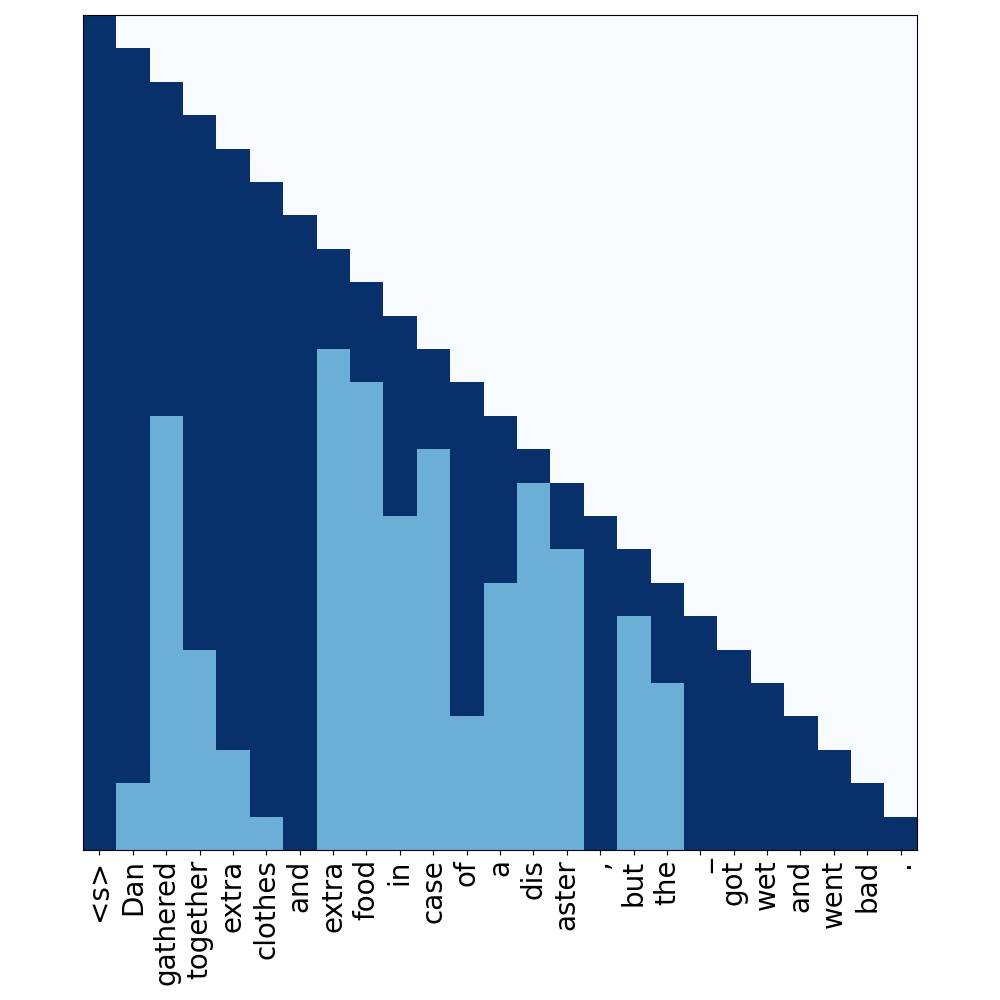 <s> Dan gathered together extra clothes and extra food in case of a dis aster , but the _ got wet and went bad .